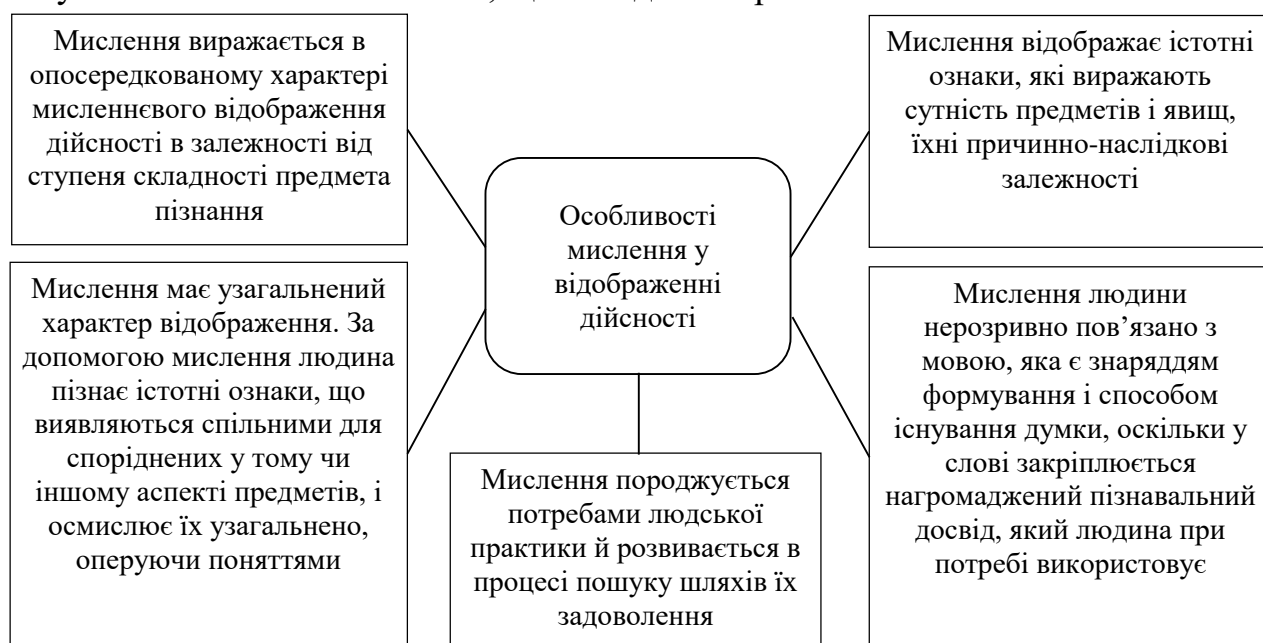 Мислення виражається в
опосередкованому характері
мисленнєвого відображення
дійсності в залежності від
ступеня складності предмета
пізнання
Мислення відображає істотні
ознаки, які виражають
сутність предметів і явищ,
їхні причинно-наслідкові
залежності
Особливості
мислення у
відображенні
дійсності
Мислення має узагальнений
характер відображення. За
допомогою мислення людина
пізнає істотні ознаки, що
виявляються спільними для
споріднених у тому чи
іншому аспекті предметів, і
осмислює їх узагальнено,
оперуючи поняттями
Мислення породжується
потребами людської
практики й розвивається в
процесі пошуку шляхів їх
задоволення
Мислення людини
нерозривно пов’язано з
мовою, яка є знаряддям
формування і способом
існування думки, оскільки у
слові закріплюється
нагромаджений пізнавальний
досвід, який людина при
потребі використовує